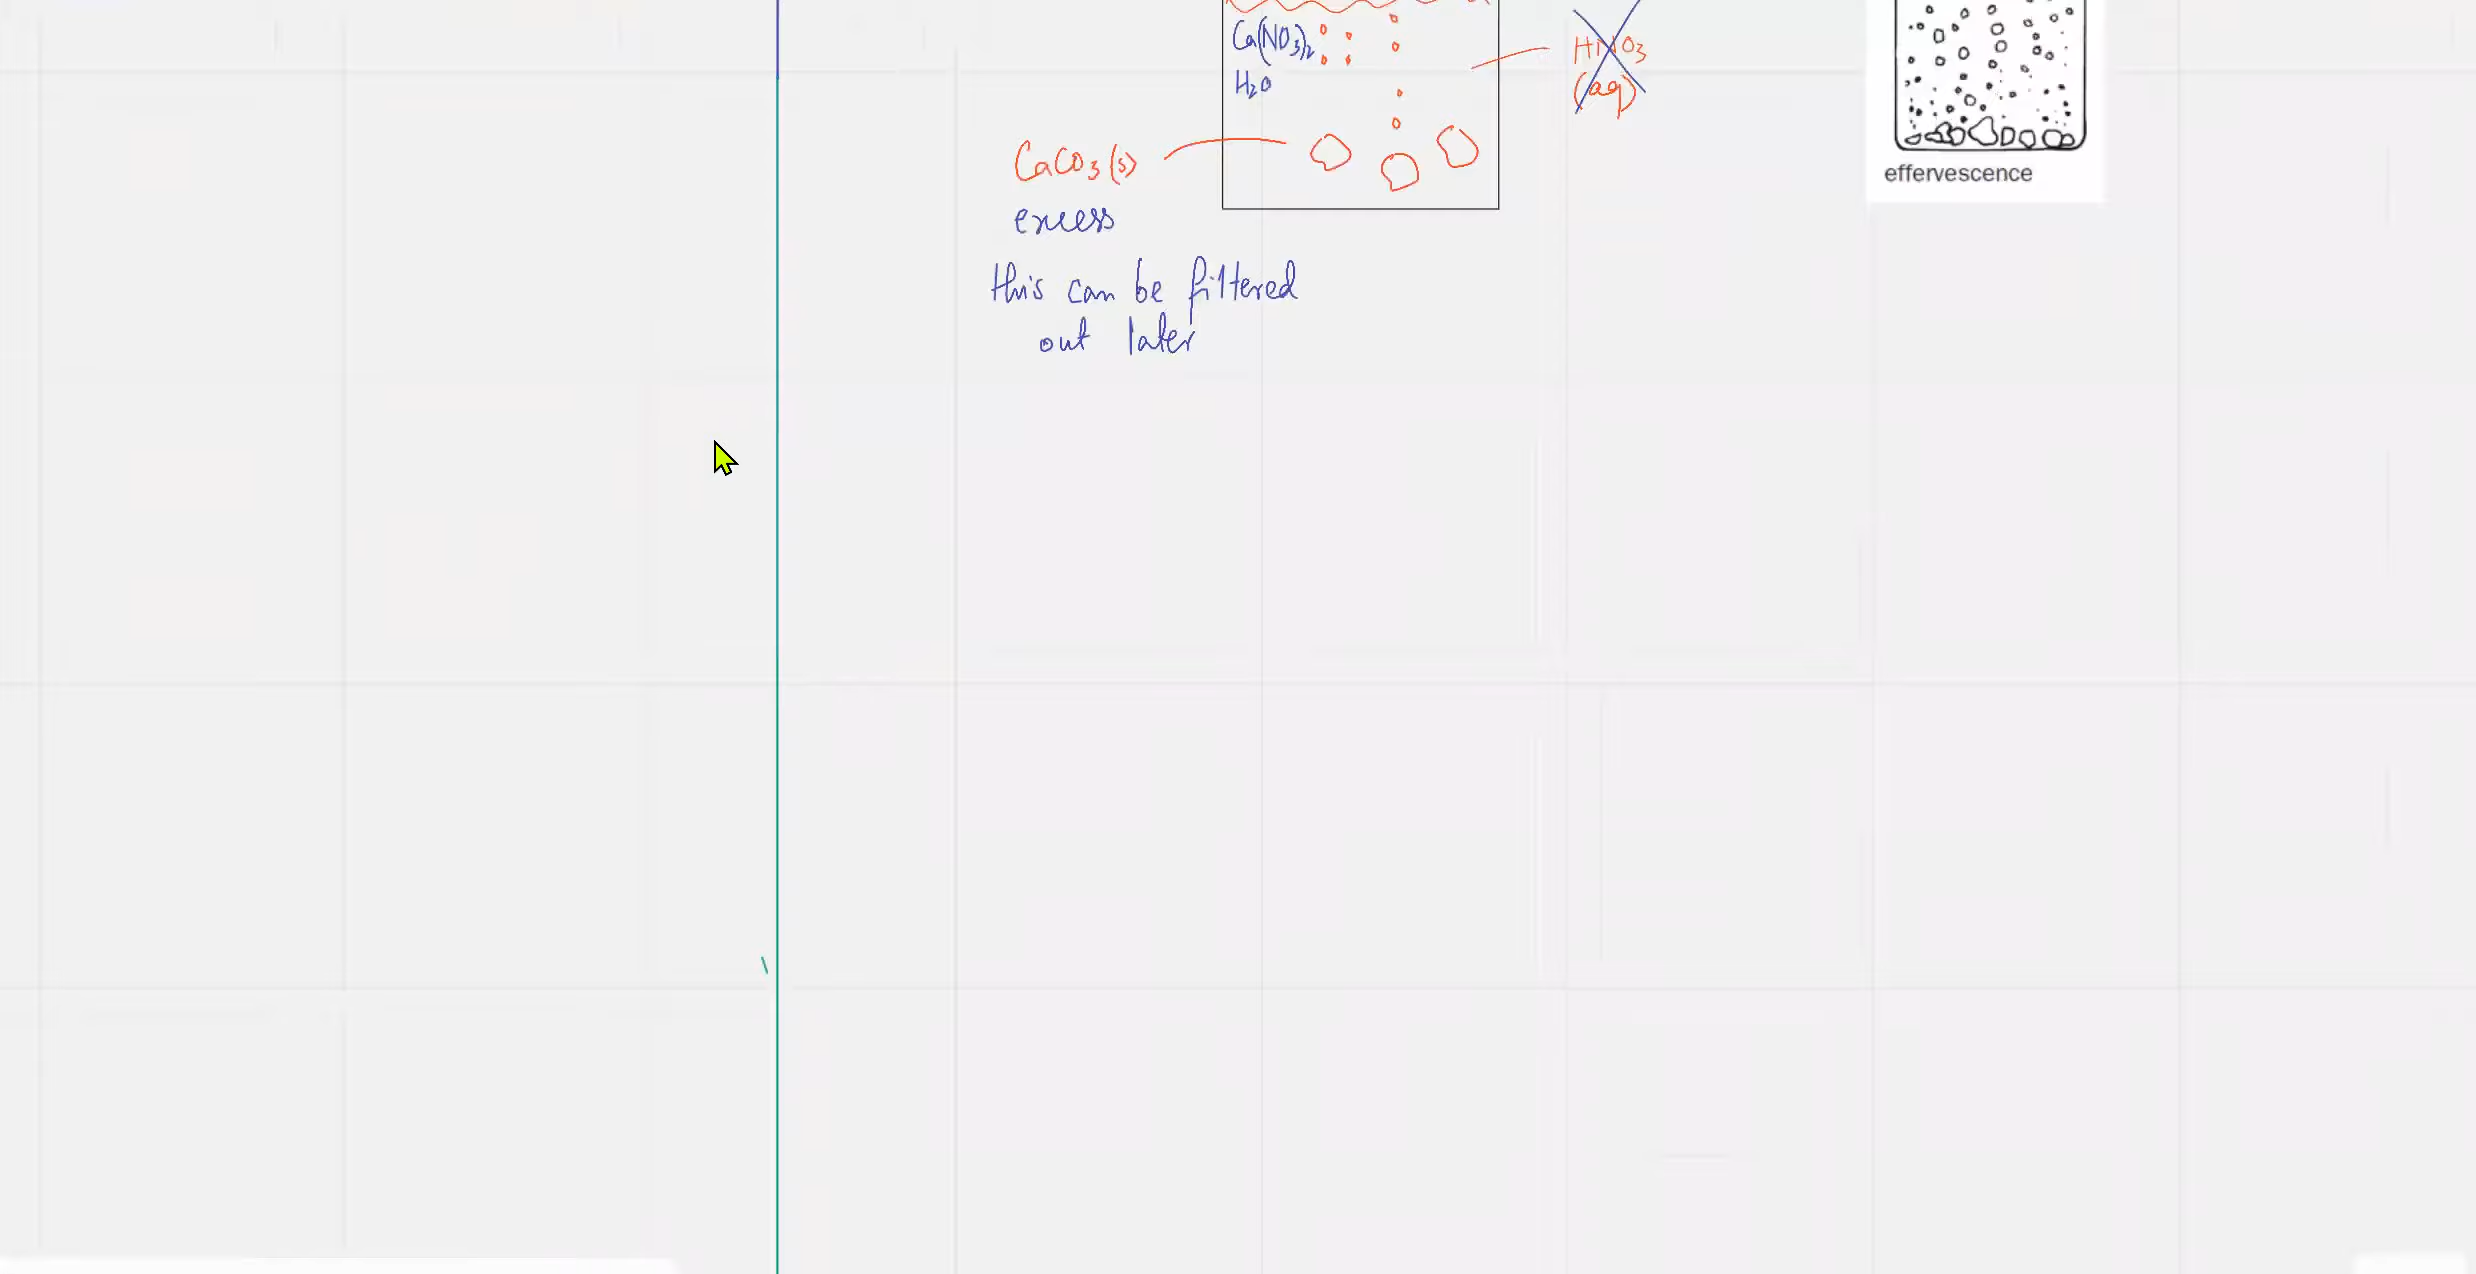 Ca(NO₃)₂
H₂O
HNO₃
(aq)
CaCO₃(s)
excess
this can be filtered
out later
effervescence